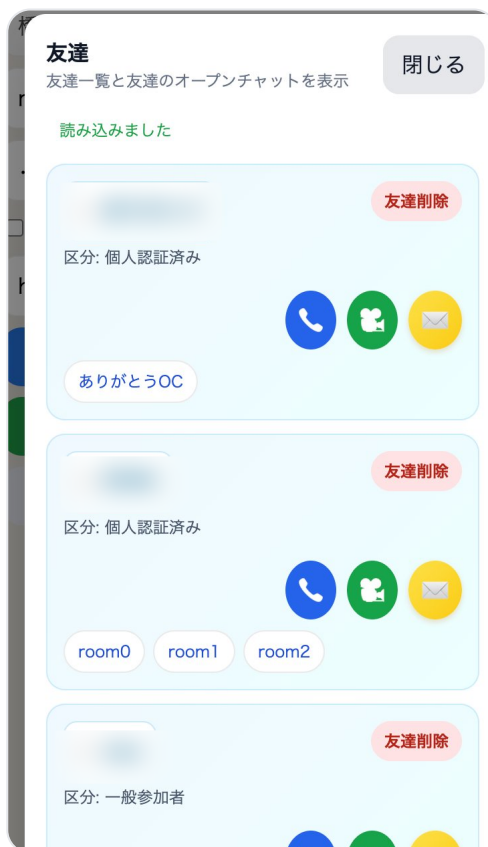 友達
閉じる
友達一覧と友達のオープンチャットを表示
読み込みました
友達削除
区分: 個人認証済み
ありがとうOC
友達削除
区分: 個人認証済み
room0 room1 room2
友達削除
区分: 一般参加者